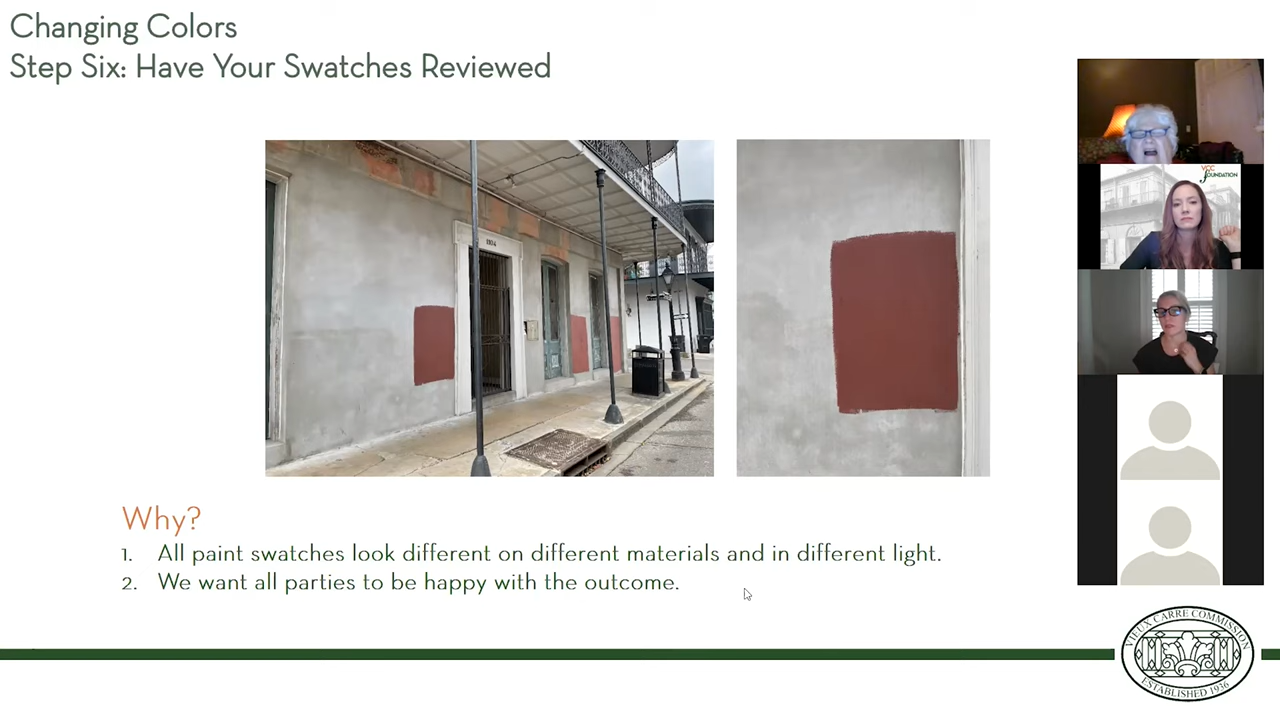 Changing Colors
Step Six: Have Your Swatches Reviewed
VCC
FOUNDATION
Why?
1. All paint swatches look different on different materials and in different light.
2. We want all parties to be happy with the outcome.
VIEUX CARRE COMMISSION
ESTABLISHED 1936